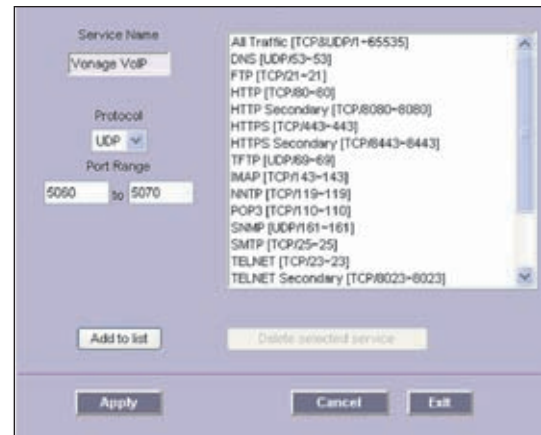 Service Name
Vonage VoIP
Protocol
UDP
Port Range
5060 to 5070
Add to list
All Traffic [TCP&UDP/1~65535]
DNS [UDP/53~53]
FTP [TCP/21~21]
HTTP [TCP/80~80]
HTTP Secondary [TCP/8080~8080]
HTTPS [TCP/443~443]
HTTPS Secondary [TCP/8443~8443]
TFTP [UDP/69~69]
IMAP [TCP/143~143]
NNTP [TCP/119~119]
POP3 [TCP/110~110]
SNMP [UDP/161~161]
SMTP [TCP/25~25]
TELNET [TCP/23~23]
TELNET Secondary [TCP/8023~8023]
Delete selected service
Apply
Cancel
Exit